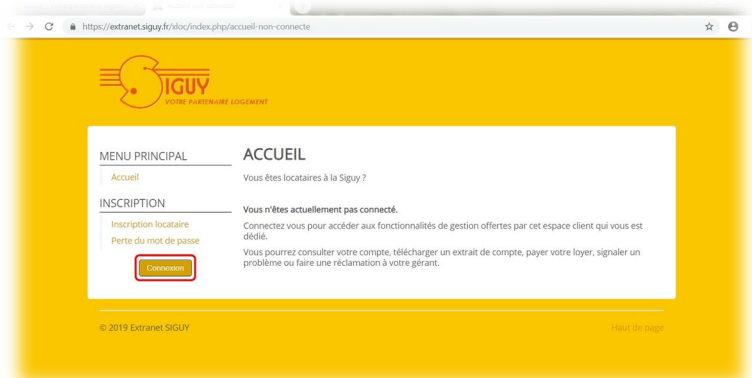 https://extranet.siguy.fr/xloc/index.php/accueil-non-connecte
SIGUY
VOTRE PARTENAIRE LOGEMENT
MENU PRINCIPAL
Accueil
INSCRIPTION
Inscription locataire
Perte du mot de passe
Connexion
ACCUEIL
Vous êtes locataires à la Siguy ?
Vous n'êtes actuellement pas connecté.
Connectez vous pour accéder aux fonctionnalités de gestion offertes par cet espace client qui vous est
dédié.
Vous pourrez consulter votre compte, télécharger un extrait de compte, payer votre loyer, signaler un
problème ou faire une réclamation à votre gérant.
© 2019 Extranet SIGUY
Haut de page